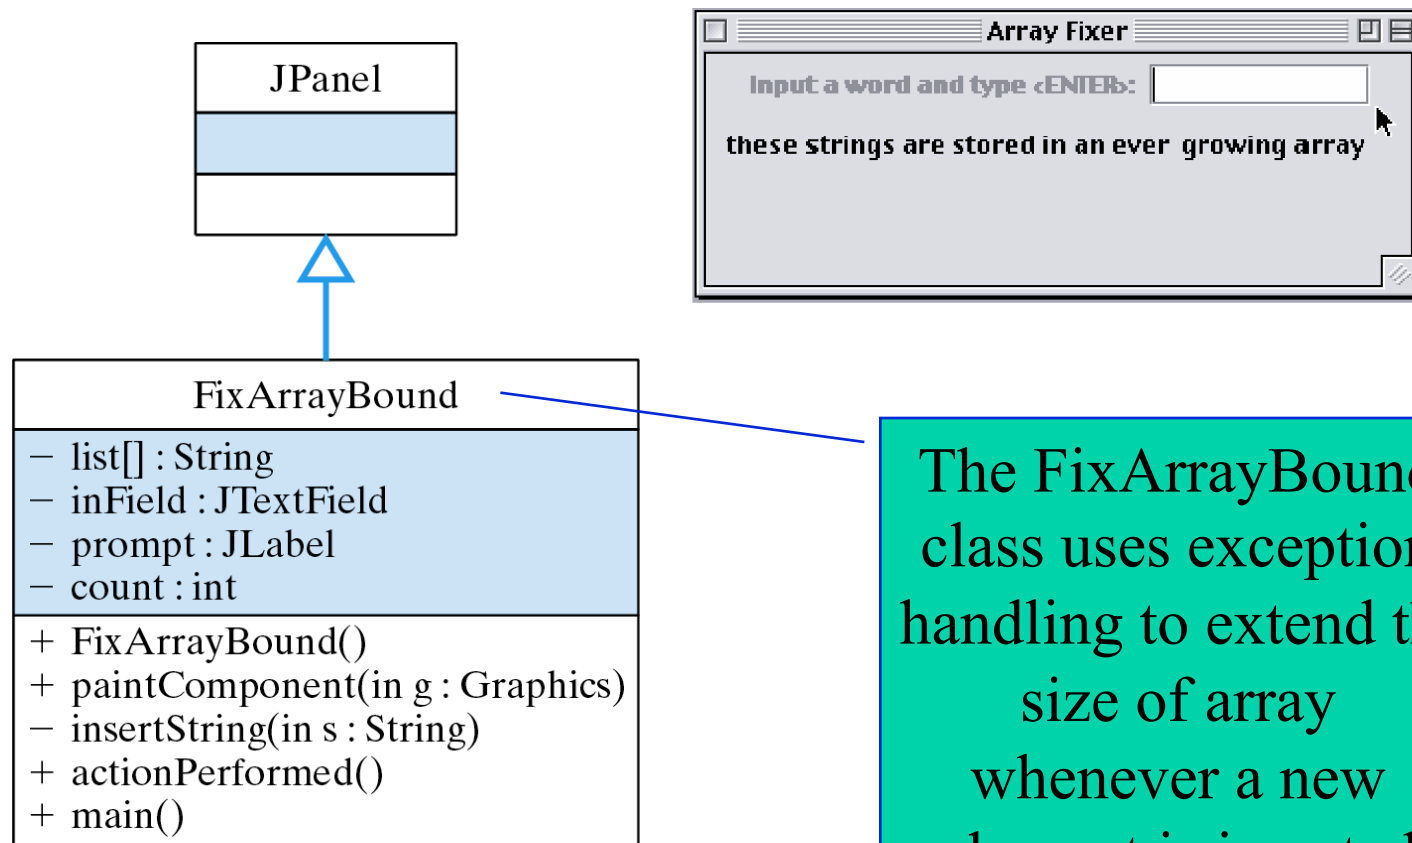 JPanel
Array Fixer
Input a word and type <ENTER>:
these strings are stored in an ever growing array
FixArrayBound
− list[] : String
− inField : JTextField
− prompt : JLabel
− count : int
+ FixArrayBound()
+ paintComponent(in g : Graphics)
− insertString(in s : String)
+ actionPerformed()
+ main()
The FixArrayBound
class uses exception
handling to extend th
size of array
whenever a new